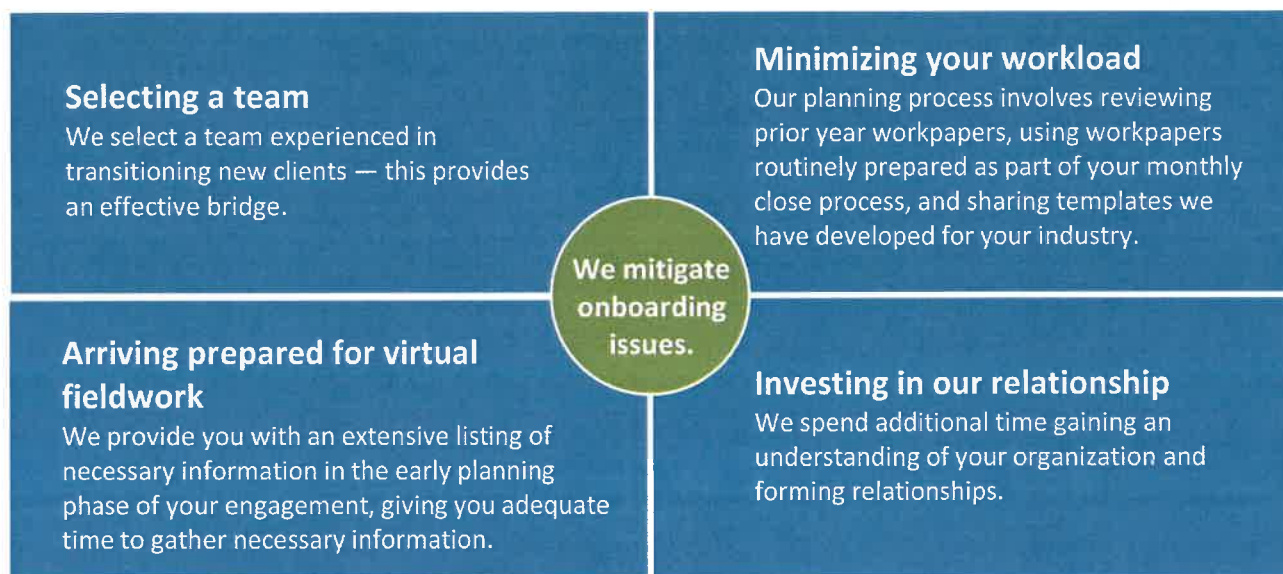 Selecting a team
We select a team experienced in
transitioning new clients — this provides
an effective bridge.
Minimizing your workload
Our planning process involves reviewing
prior year workpapers, using workpapers
routinely prepared as part of your monthly
close process, and sharing templates we
have developed for your industry.
We mitigate
onboarding
issues.
Arriving prepared for virtual
fieldwork
We provide you with an extensive listing of
necessary information in the early planning
phase of your engagement, giving you adequate
time to gather necessary information.
Investing in our relationship
We spend additional time gaining an
understanding of your organization and
forming relationships.